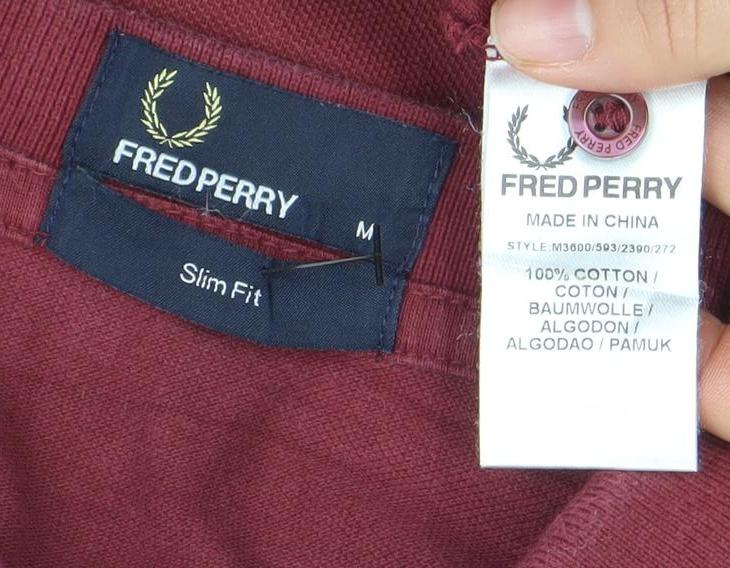 FRED PERRY
M
Slim Fit
FRED PERRY
FRED PERRY
MADE IN CHINA
STYLE:M3600/593/2390/272
100% COTTON /
COTON /
BAUMWOLLE /
ALGODON /
ALGODAO / PAMUK